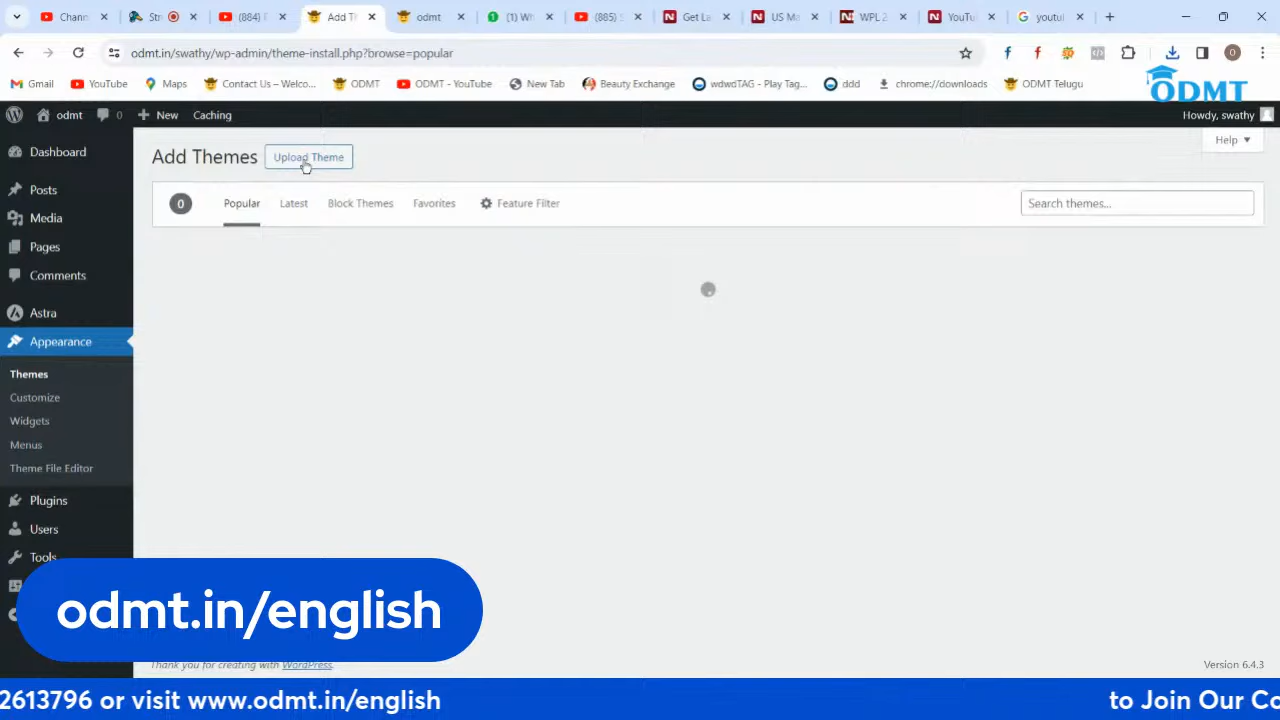 Chann
Str
(884)
Add T
odmt
(1) Wh
(885) S
Get La
US Ma
WPL 2
YouTu
youtul
odmt.in/swathy/wp-admin/theme-install.php?browse=popular
Gmail
YouTube
Maps
Contact Us – Welco...
ODMT
ODMT - YouTube
New Tab
Beauty Exchange
wdwoTAG - Play Tag...
ddd
chrome://downloads
ODMT Telugu
ODMT
odmt
0
New
Caching
Howdy, swathy
Dashboard
Posts
Media
Pages
Comments
Astra
Appearance
Themes
Customize
Widgets
Menus
Theme File Editor
Plugins
Users
Tools
Add Themes
Upload Theme
Help
0
Popular
Latest
Block Themes
Favorites
Feature Filter
Search themes...
odmt.in/english
Thank you for creating with WordPress.
Version 6.4.3
2613796 or visit www.odmt.in/english
to Join Our Co